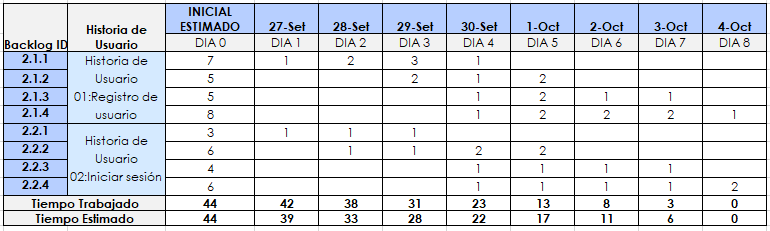 Backlog ID Historia de Usuario INICIAL ESTIMADO 27-Set 28-Set 29-Set 30-Set 1-Oct 2-Oct 3-Oct 4-Oct
DIA 0 DIA 1 DIA 2 DIA 3 DIA 4 DIA 5 DIA 6 DIA 7 DIA 8
2.1.1 Historia de 7 1 2 3 1
2.1.2 Usuario 5 2 1 2
2.1.3 01:Registro de 5 1 2 1 1
2.1.4 usuario 8 1 2 2 2 1
2.2.1 Historia de 3 1 1 1
2.2.2 Usuario 6 1 1 2 2
2.2.3 02:Iniciar sesión 4 1 1 1 1
2.2.4 6 1 1 1 1 2
Tiempo Trabajado 44 42 38 31 23 13 8 3 0
Tiempo Estimado 44 39 33 28 22 17 11 6 0